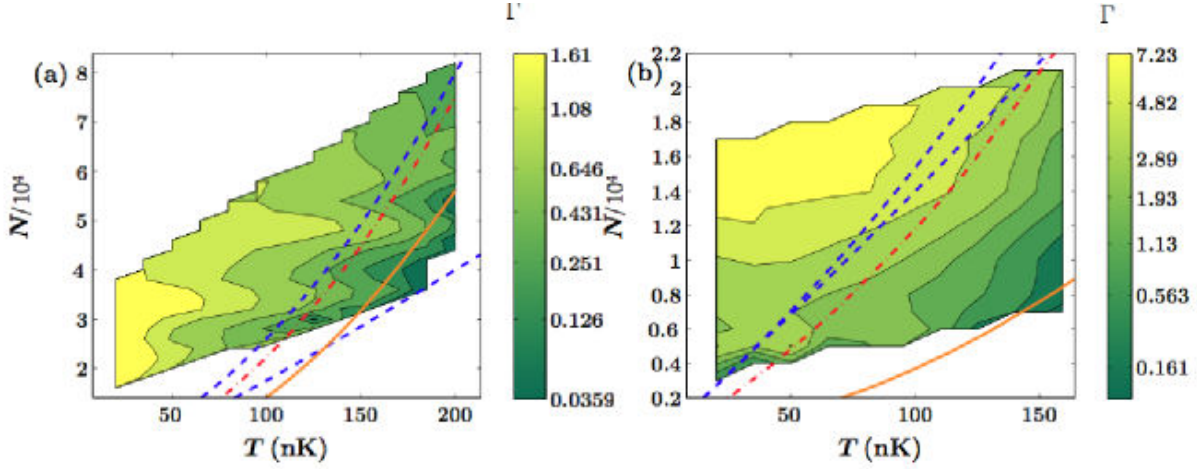 Γ Γ
(a) 8 7 6 5 4 3 2
N/10⁴
50 100 150 200
T (nK)
1.61
1.08
0.646
0.431
0.251
0.126
0.0359
(b) 2.2 2 1.8 1.6 1.4 1.2 1 0.8 0.6 0.4 0.2
N/10⁴
50 100 150
T (nK)
7.23
4.82
2.89
1.93
1.13
0.563
0.161